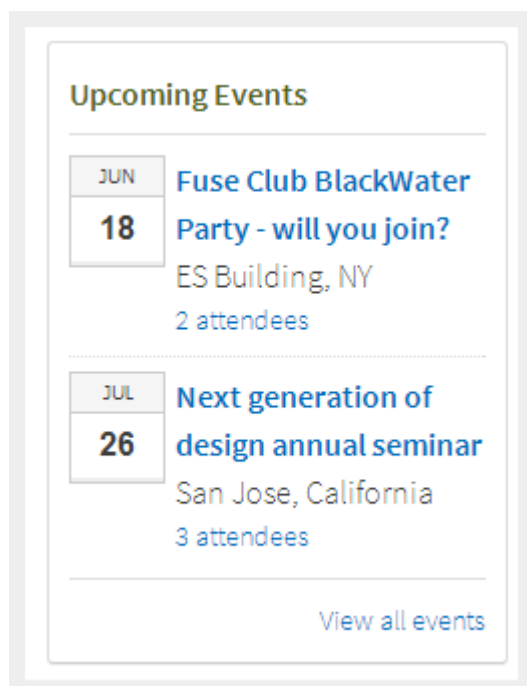 Upcoming Events
JUN
18
Fuse Club BlackWater
Party - will you join?
ES Building, NY
2 attendees
JUL
26
Next generation of
design annual seminar
San Jose, California
3 attendees
View all events